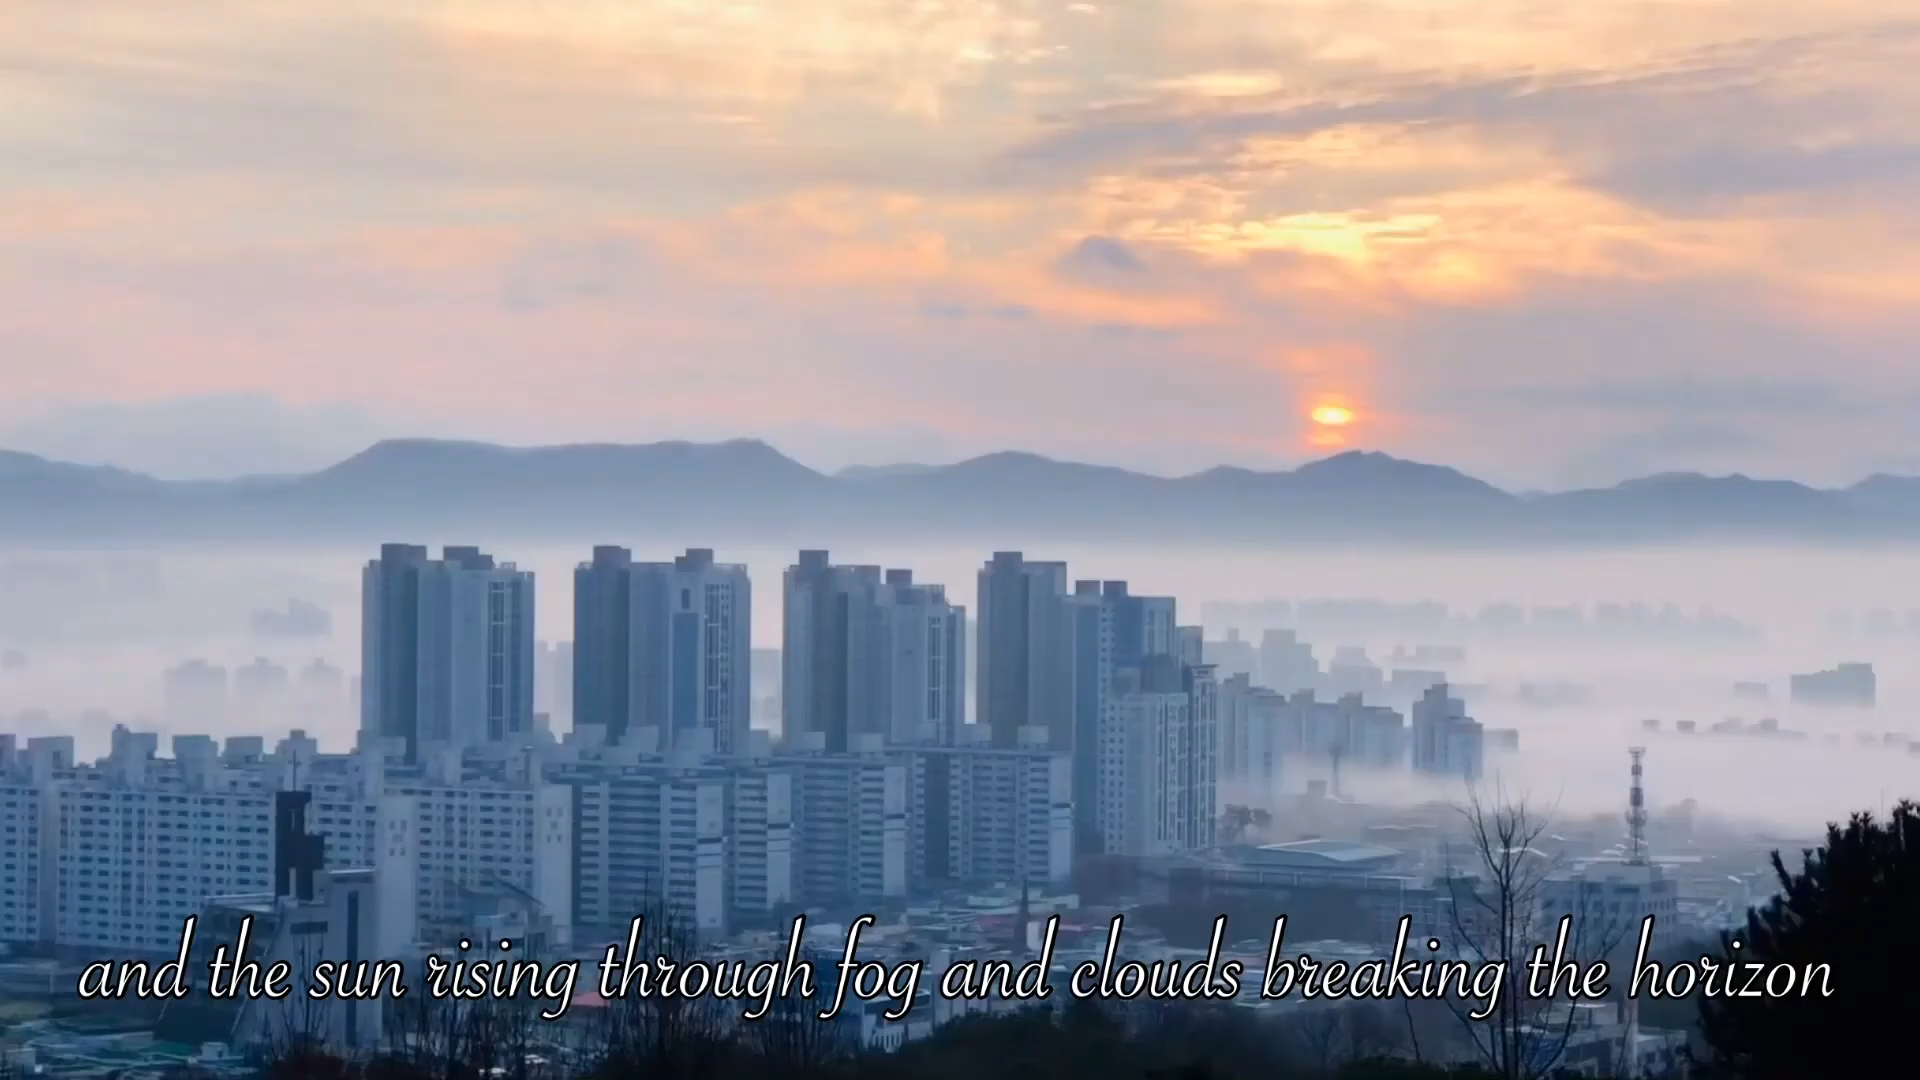 and the sun rising through fog and clouds breaking the horizon